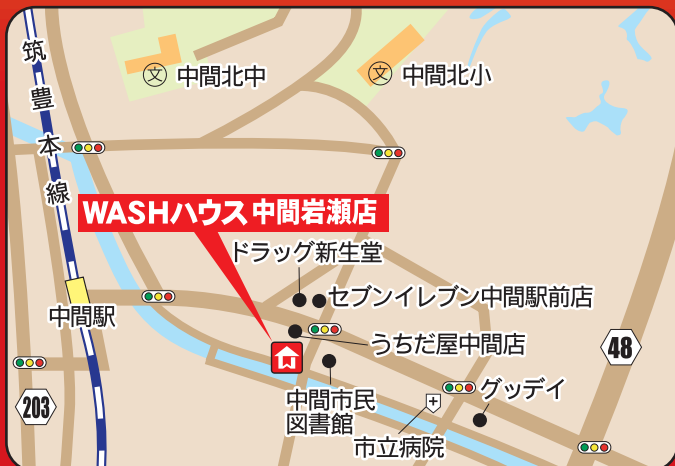 筑豊本線
文 中間北中
文 中間北小
WASHハウス 中間岩瀬店
ドラッグ新生堂
セブンイレブン中間駅前店
中間駅
うちだ屋中間店
48
グッデイ
中間市民
図書館
203
市立病院